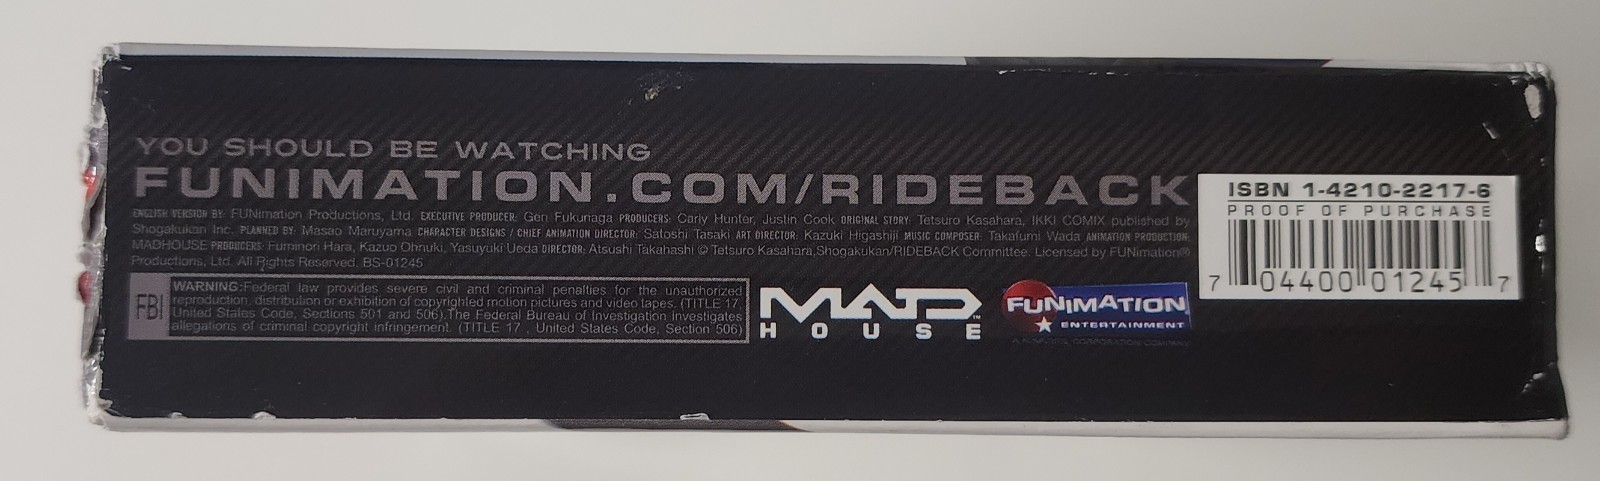 YOU SHOULD BE WATCHING
FUNIMATION.COM/RIDEBACK
ENGLISH VERSION BY: FUNimation Productions, Ltd. EXECUTIVE PRODUCER: Gen Fukunaga PRODUCERS: Carly Hunter, Justin Cook ORIGINAL STORY: Tetsuro Kasahara, IKKI COMIX published by
Shogakukan Inc. PLANNED BY: Masao Maruyama CHARACTER DESIGNS / CHIEF ANIMATION DIRECTOR: Satoshi Tasaki ART DIRECTOR: Kazuki Higashiji MUSIC COMPOSER: Takafumi Wada ANIMATION PRODUCTION:
MADHOUSE PRODUCERS: Fuminori Hara, Kazuo Ohnuki, Yasuyuki Ueda DIRECTOR: Atsushi Takahashi © Tetsuro Kasahara,Shogakukan/RIDEBACK Committee. Licensed by FUNimation®
Productions, Ltd. All Rights Reserved. BS-01245
FBI
WARNING:Federal law provides severe civil and criminal penalties for the unauthorized
reproduction, distribution or exhibition of copyrighted motion pictures and video tapes. (TITLE 17,
United States Code, Sections 501 and 506).The Federal Bureau of Investigation investigates
allegations of criminal copyright infringement. (TITLE 17 , United States Code, Section 506)
MAD
HOUSE
™
FUNIMATION
ENTERTAINMENT
CORPORATION COMPANY
ISBN 1-4210-2217-6
PROOF OF PURCHASE
7 04400 01245 7